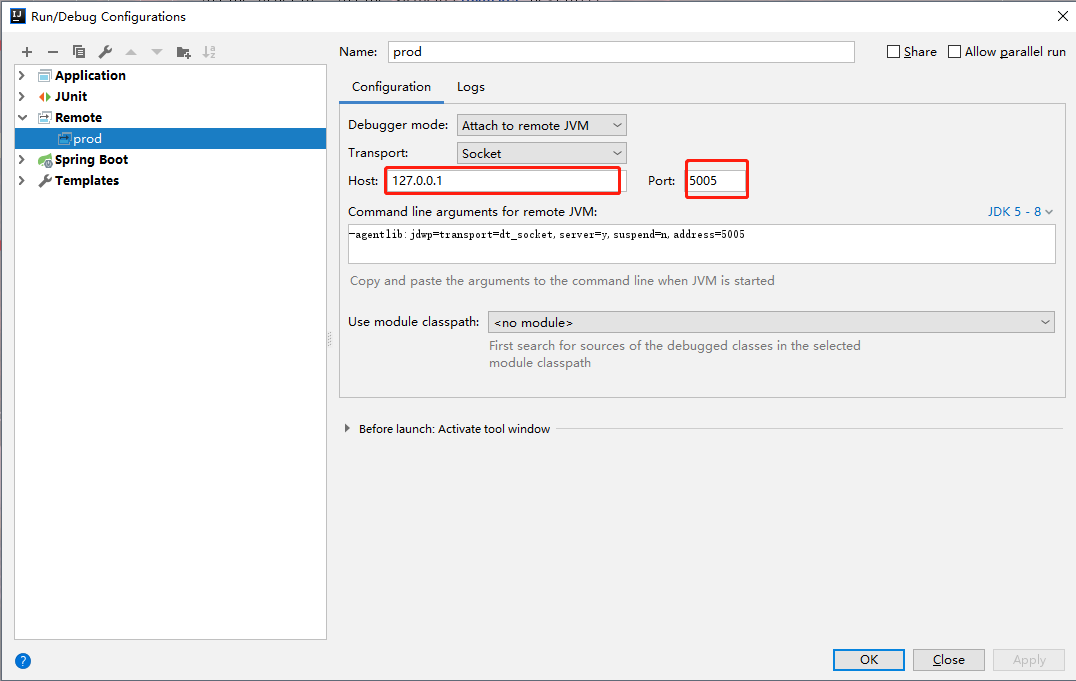 Run/Debug Configurations
Name: prod Share Allow parallel run
Application
JUnit
Remote
prod
Spring Boot
Templates
Configuration Logs
Debugger mode: Attach to remote JVM
Transport: Socket
Host: 127.0.0.1 Port: 5005
Command line arguments for remote JVM: JDK 5 - 8
-agentlib:jdwp=transport=dt_socket,server=y,suspend=n,address=5005
Copy and paste the arguments to the command line when JVM is started
Use module classpath: <no module>
First search for sources of the debugged classes in the selected
module classpath
Before launch: Activate tool window
? OK Close Apply